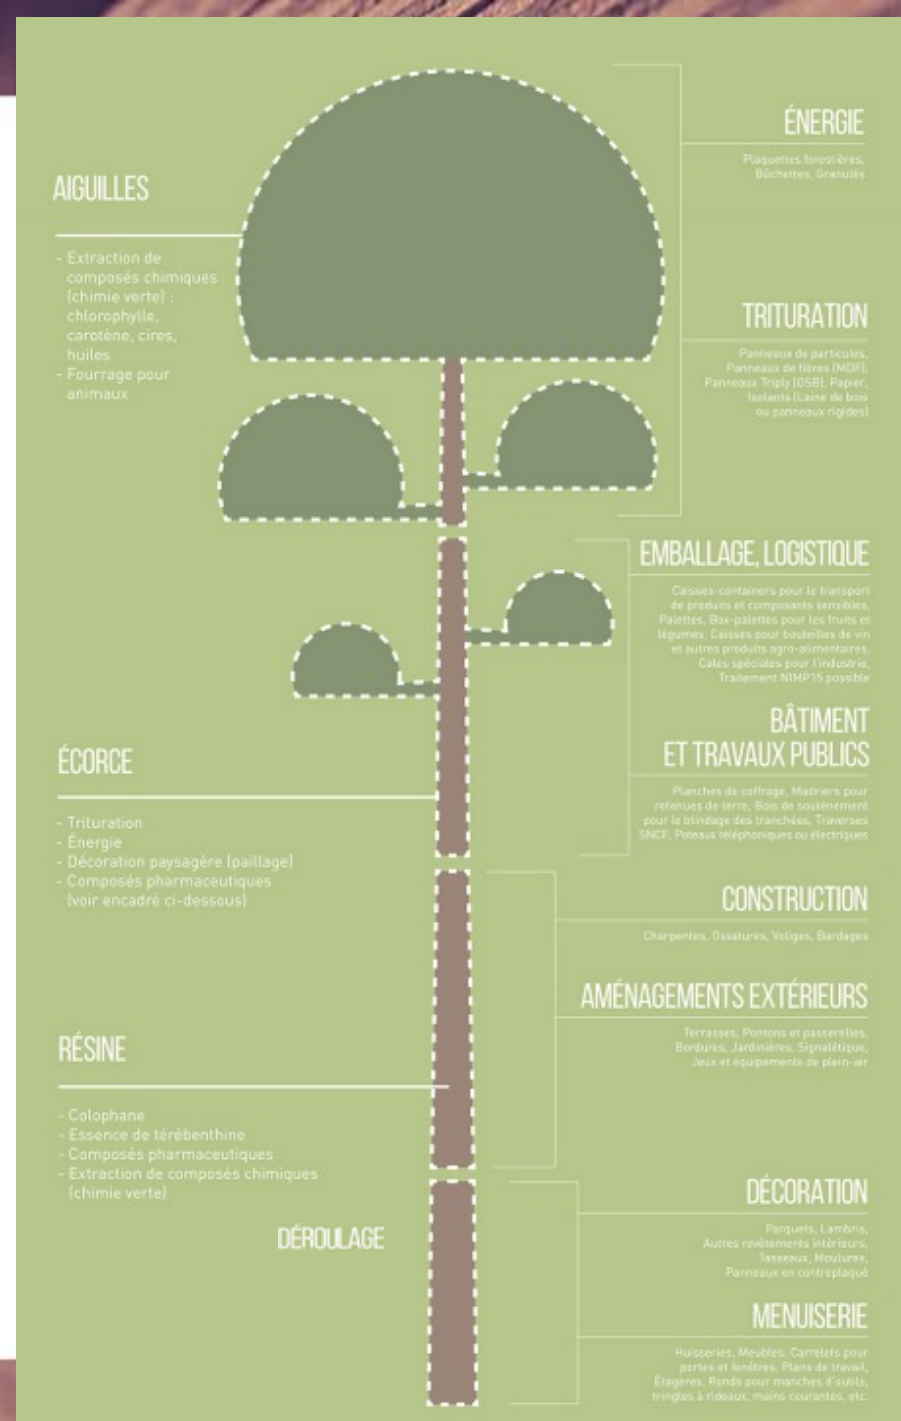 AIGUILLES
- Extraction de
composés chimiques
(chimie verte) :
chlorophylle,
carotène, cires,
huiles
- Fourrage pour
animaux
ÉCORCE
- Trituration
- Énergie
- Décoration paysagère (paillage)
- Composés pharmaceutiques
(voir encadré ci-dessous)
RÉSINE
- Colophane
- Essence de térébenthine
- Composés pharmaceutiques
- Extraction de composés chimiques
(chimie verte)
DÉROULAGE
ÉNERGIE
Plaquettes forestières,
Bûchettes, Granulés
TRITURATION
Panneaux de particules,
Panneaux de fibres (MDF),
Panneaux Triply (OSB), Papier,
Isolants (Laine de bois
ou panneaux rigides)
EMBALLAGE, LOGISTIQUE
Caisses-containers pour le transport
de produits et composants sensibles,
Palettes, Box-palettes pour les fruits et
légumes, Caisses pour bouteilles de vin
et autres produits agro-alimentaires,
Cales spéciales pour l'industrie,
Traitement NIMP15 possible
BÂTIMENT
ET TRAVAUX PUBLICS
Planches de coffrage, Madriers pour
retenues de terre, Bois de soutènement
pour le blindage des tranchées, Traverses
SNCF, Poteaux téléphoniques ou électriques
CONSTRUCTION
Charpentes, Ossatures, Voliges, Bardages
AMÉNAGEMENTS EXTÉRIEURS
Terrasses, Pontons et passerelles,
Bordures, Jardinières, Signalétique,
Jeux et équipements de plein-air
DÉCORATION
Parquets, Lambris,
Autres revêtements intérieurs,
Tasseaux, Moulures,
Panneaux en contreplaqué
MENUISERIE
Huisseries, Meubles, Carrelets pour
portes et fenêtres, Plans de travail,
Étagères, Ronds pour manches d'outils,
tringles à rideaux, mains courantes, etc.